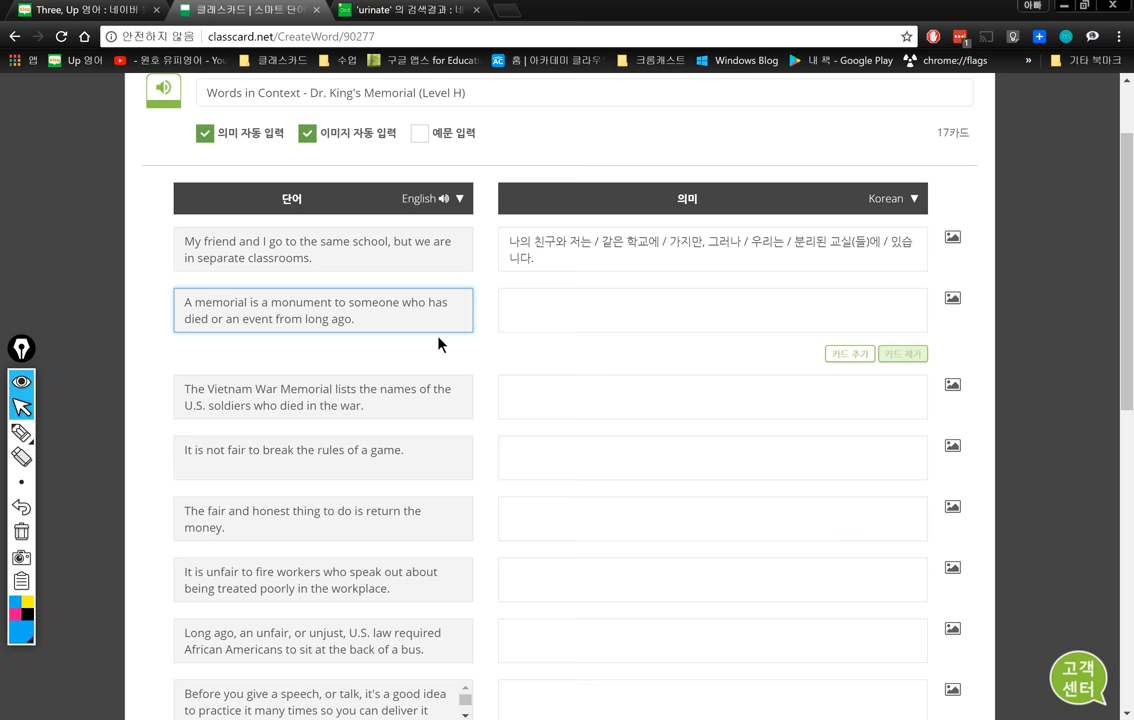 Three, Up 영어 : 네이버
클래스카드 | 스마트 단어
'urinate' 의 검색결과 : 네
아빠
안전하지 않음
classcard.net/CreateWord/90277
앱
Up 영어
- 원호 유피영어 - You
클래스카드
수업
구글 앱스 for Educati
홈 | 아카데미 클라우
크롬캐스트
Windows Blog
내 책 - Google Play
chrome://flags
»
기타 북마크
Words in Context - Dr. King's Memorial (Level H)
의미 자동 입력
이미지 자동 입력
예문 입력
17카드
단어
English
의미
Korean
My friend and I go to the same school, but we are
in separate classrooms.
나의 친구와 저는 / 같은 학교에 / 가지만, 그러나 / 우리는 / 분리된 교실(들)에 / 있습
니다.
A memorial is a monument to someone who has
died or an event from long ago.
카드 추가
카드 제거
The Vietnam War Memorial lists the names of the
U.S. soldiers who died in the war.
It is not fair to break the rules of a game.
The fair and honest thing to do is return the
money.
It is unfair to fire workers who speak out about
being treated poorly in the workplace.
Long ago, an unfair, or unjust, U.S. law required
African Americans to sit at the back of a bus.
Before you give a speech, or talk, it's a good idea
to practice it many times so you can deliver it
고객
센터